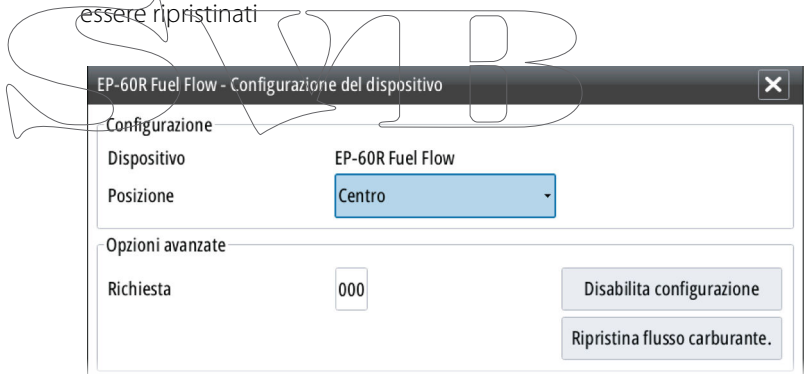 essere ripristinati
SVB
EP-60R Fuel Flow - Configurazione del dispositivo
Configurazione
Dispositivo EP-60R Fuel Flow
Posizione Centro
Opzioni avanzate
Richiesta 000 Disabilita configurazione
Ripristina flusso carburante.